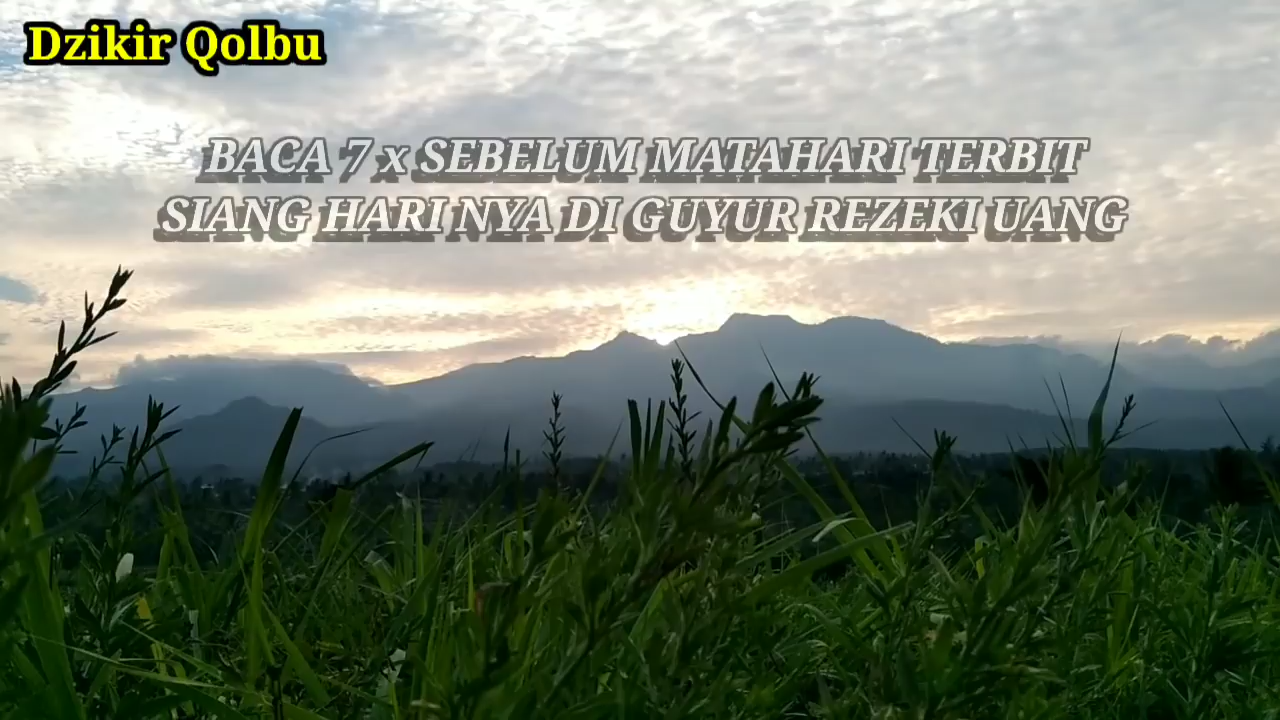 Dzikir Qolbu
BACA 7 x SEBELUM MATAHARI TERBIT
SIANG HARI NYA DI GUYUR REZEKI UANG